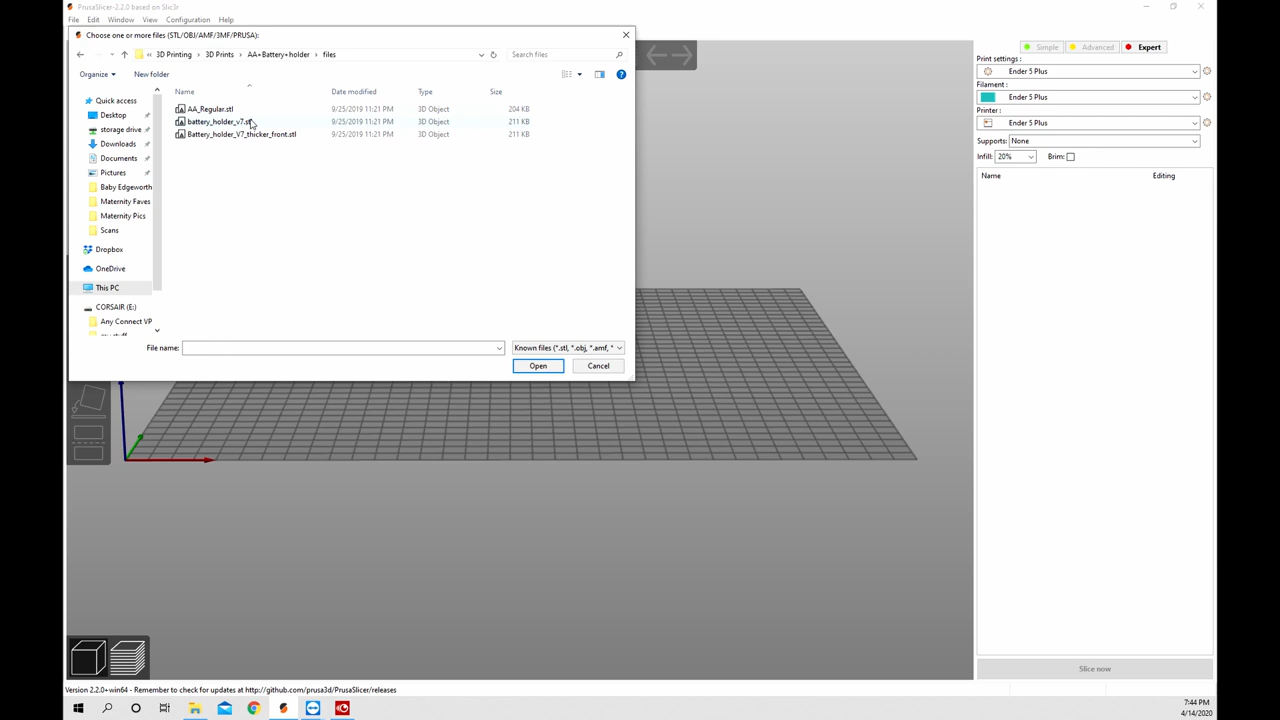 PrusaSlicer-2.2.0 based on Slic3r
File Edit Window View Configuration Help
Choose one or more files (STL/OBJ/AMF/3MF/PRUSA):
« 3D Printing › 3D Prints › AA+Battery+holder › files
Search files
Organize New folder
Name Date modified Type Size
AA_Regular.stl 9/25/2019 11:21 PM 3D Object 204 KB
battery_holder_v7.stl 9/25/2019 11:21 PM 3D Object 211 KB
Battery_holder_V7_thicker_front.stl 9/25/2019 11:21 PM 3D Object 211 KB
Quick access
Desktop
storage drive
Downloads
Documents
Pictures
Baby Edgeworth
Maternity Faves
Maternity Pics
Scans
Dropbox
OneDrive
This PC
CORSAIR (E:)
Any Connect VP
File name:
Known files (*.stl, *.obj, *.amf, *
Open Cancel
Simple Advanced Expert
Print settings :
Ender 5 Plus
Filament :
Ender 5 Plus
Printer :
Ender 5 Plus
Supports: None
Infill: 20% Brim:
Name Editing
Slice now
Version 2.2.0+win64 - Remember to check for updates at http://github.com/prusa3d/PrusaSlicer/releases
7:44 PM
4/14/2020